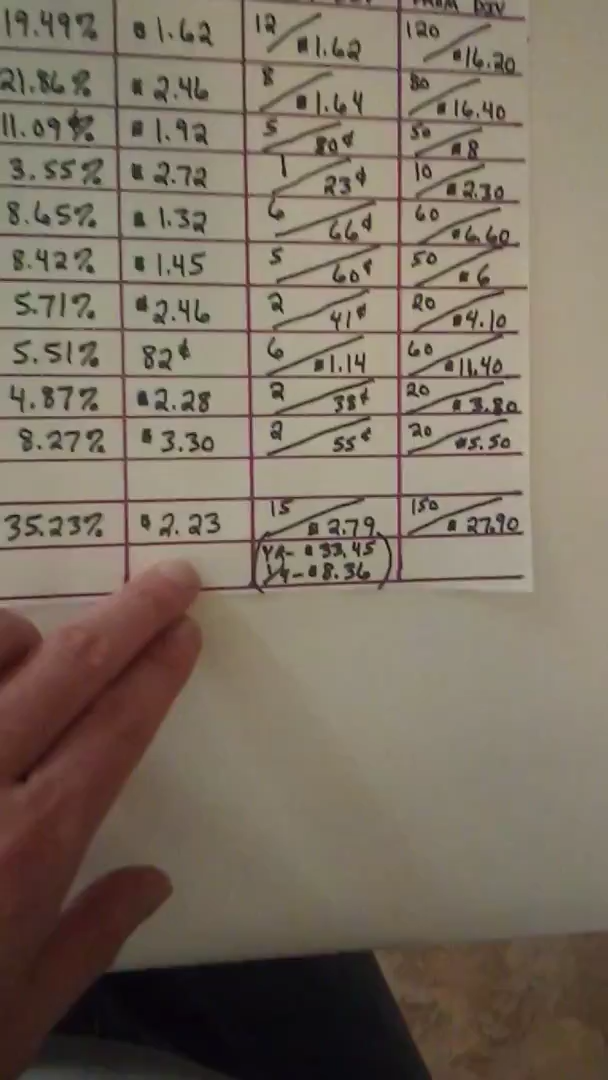 FROM DIV
19.49% $1.62 12/$1.62 120/$16.20
21.86% $2.46 8/$1.64 80/$16.40
11.09% $1.92 5/80¢ 50/$8
3.55% $2.72 1/23¢ 10/$2.30
8.65% $1.32 6/66¢ 60/$6.60
8.42% $1.45 5/60¢ 50/$6
5.71% $2.46 2/41¢ 20/$4.10
5.51% 82¢ 6/$1.14 60/$11.40
4.87% $2.28 2/38¢ 20/$3.80
8.27% $3.30 2/55¢ 20/$5.50
35.23% $2.23 15/$2.79 150/$27.90
(YR- $33.45
1/4- $8.36)